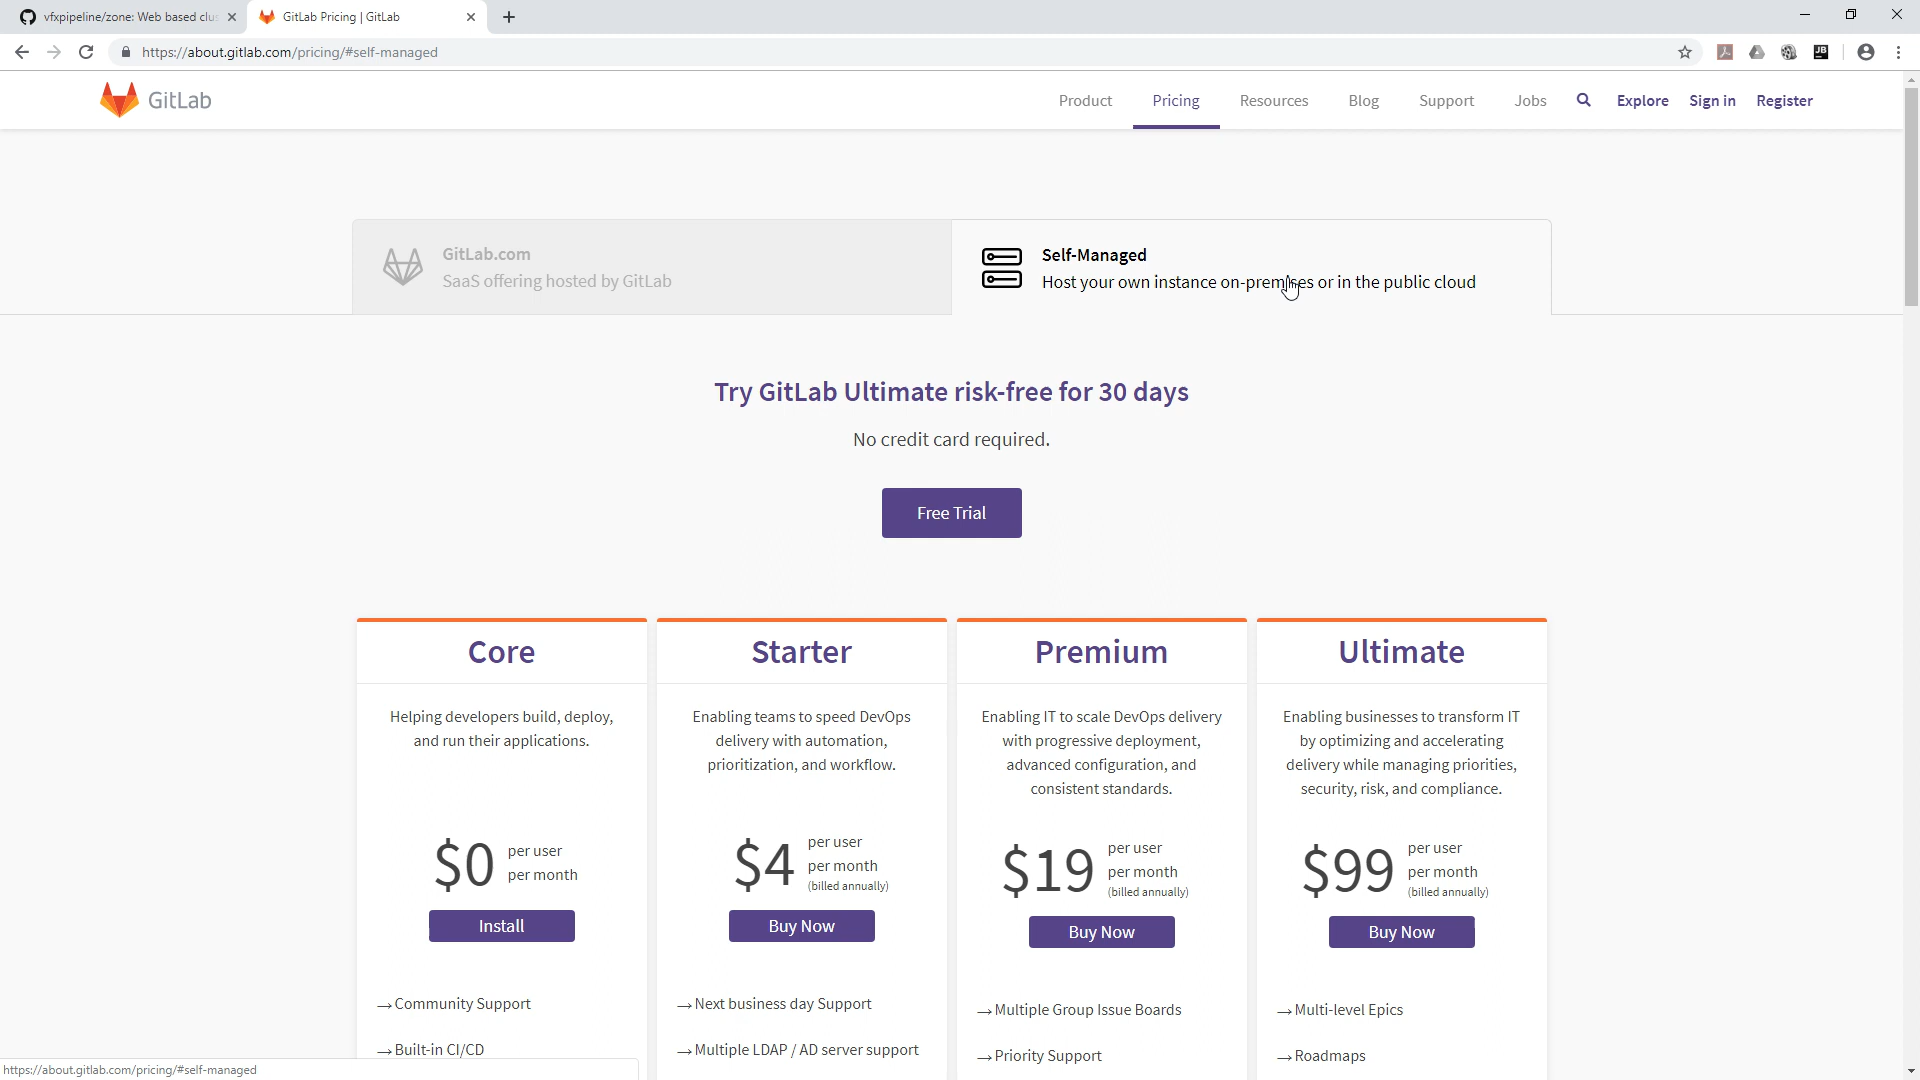 vfxpipeline/zone: Web based clu
GitLab Pricing | GitLab
https://about.gitlab.com/pricing/#self-managed
JB
GitLab
Product
Pricing
Resources
Blog
Support
Jobs
Explore
Sign in
Register
GitLab.com
SaaS offering hosted by GitLab
Self-Managed
Host your own instance on-premises or in the public cloud
Try GitLab Ultimate risk-free for 30 days
No credit card required.
Free Trial
Core
Helping developers build, deploy,
and run their applications.
$0 per user
per month
Install
→Community Support
→Built-in CI/CD
Starter
Enabling teams to speed DevOps
delivery with automation,
prioritization, and workflow.
$4 per user
per month
(billed annually)
Buy Now
→Next business day Support
→Multiple LDAP / AD server support
Premium
Enabling IT to scale DevOps delivery
with progressive deployment,
advanced configuration, and
consistent standards.
$19 per user
per month
(billed annually)
Buy Now
→Multiple Group Issue Boards
→Priority Support
Ultimate
Enabling businesses to transform IT
by optimizing and accelerating
delivery while managing priorities,
security, risk, and compliance.
$99 per user
per month
(billed annually)
Buy Now
→Multi-level Epics
→Roadmaps
https://about.gitlab.com/pricing/#self-managed